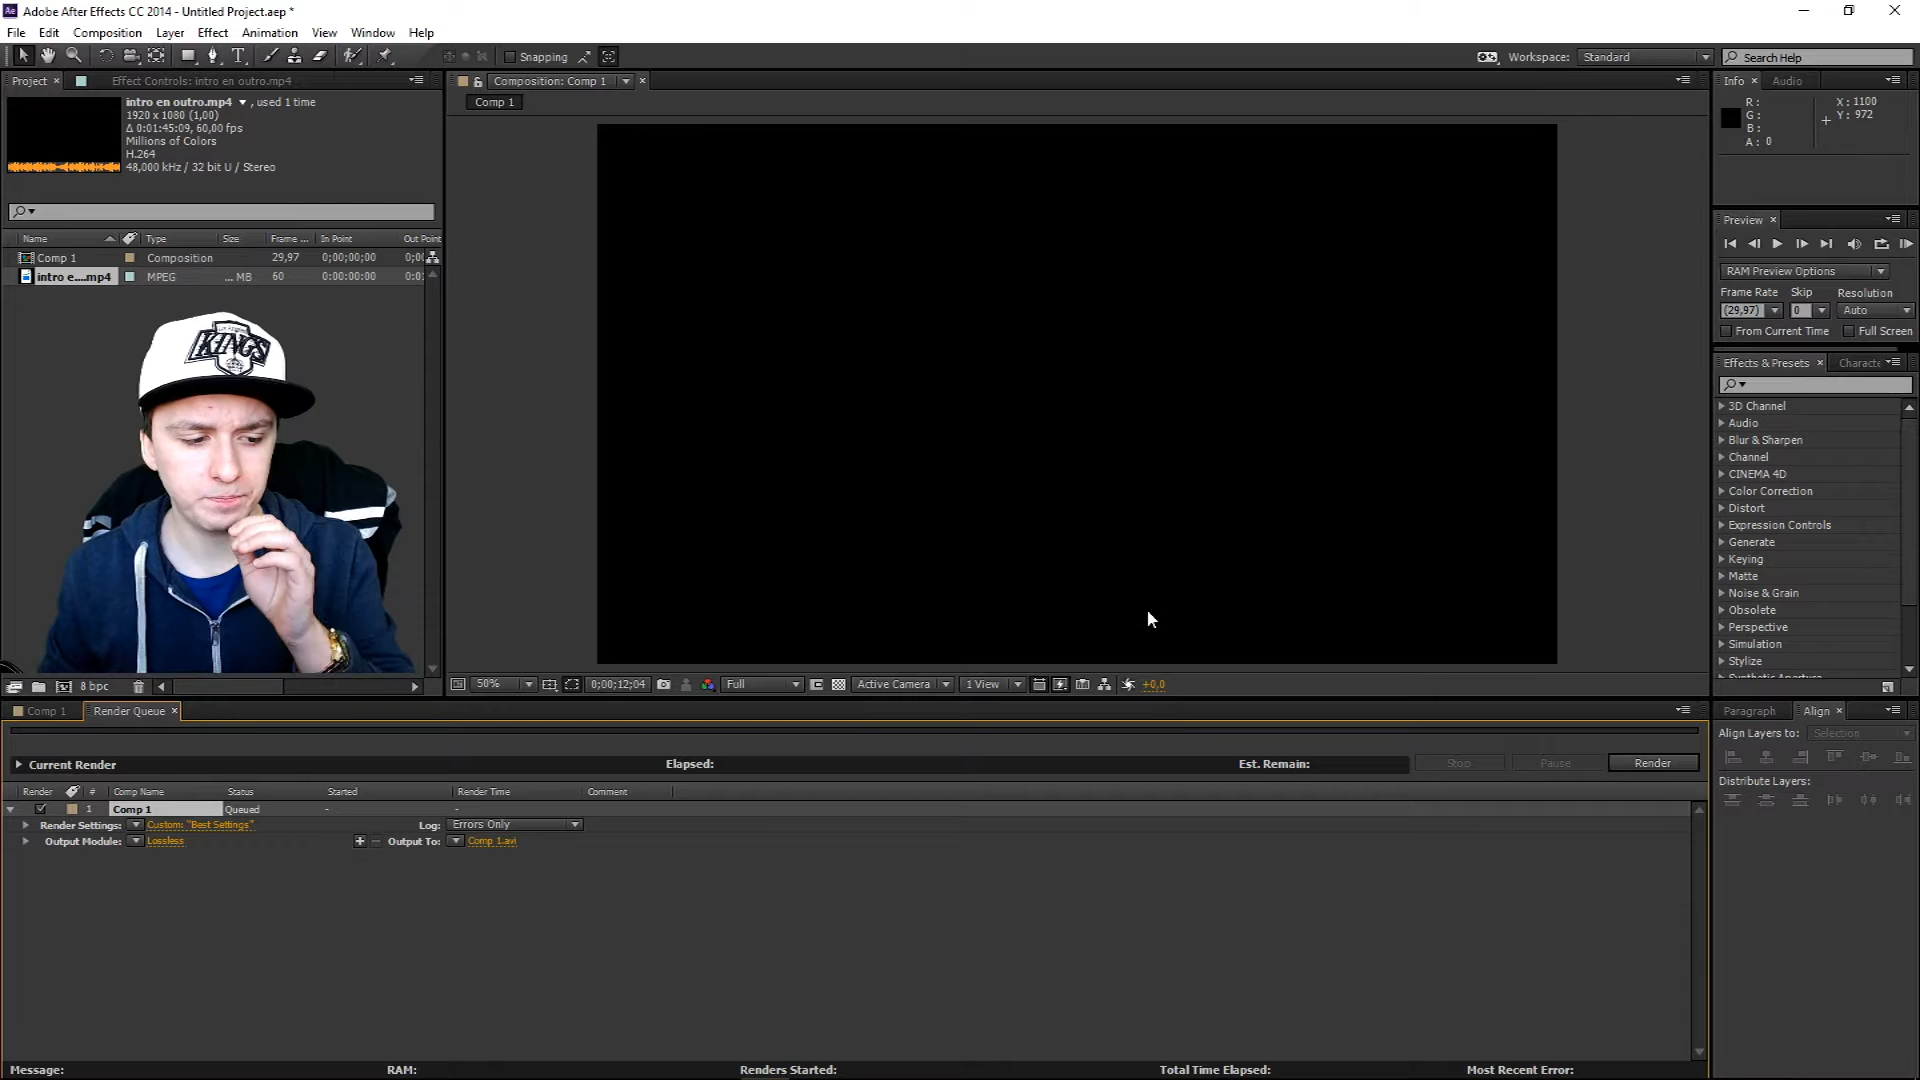 Adobe After Effects CC 2014 - Untitled Project.aep *
File Edit Composition Layer Effect Animation View Window Help
Snapping
Workspace: Standard
Search Help
Project Effect Controls: intro en outro.mp4
intro en outro.mp4 , used 1 time
1920 x 1080 (1,00)
Δ 0:01:45:09, 60,00 fps
Millions of Colors
H.264
48,000 kHz / 32 bit U / Stereo
Name Type Size Frame ... In Point Out Point
Comp 1 Composition 29,97 0;00;00;00 0;0
intro e....mp4 MPEG ... MB 60 0:00:00:00 0:0
KINGS
8 bpc
Composition: Comp 1
Comp 1
50% 0;00;12;04 Full Active Camera 1 View +0,0
Info Audio
R: X: 1100
G: Y: 972
B:
A: 0
Preview
RAM Preview Options
Frame Rate Skip Resolution
(29,97) 0 Auto
From Current Time Full Screen
Effects & Presets Characte
3D Channel
Audio
Blur & Sharpen
Channel
CINEMA 4D
Color Correction
Distort
Expression Controls
Generate
Keying
Matte
Noise & Grain
Obsolete
Perspective
Simulation
Stylize
Synthetic Aperture
Paragraph Align
Align Layers to: Selection
Distribute Layers:
Comp 1 Render Queue
Current Render Elapsed: Est. Remain: Stop Pause Render
Render # Comp Name Status Started Render Time Comment
1 Comp 1 Queued - -
Render Settings: Custom: "Best Settings" Log: Errors Only
Output Module: Lossless Output To: Comp 1.avi
Message: RAM: Renders Started: Total Time Elapsed: Most Recent Error: